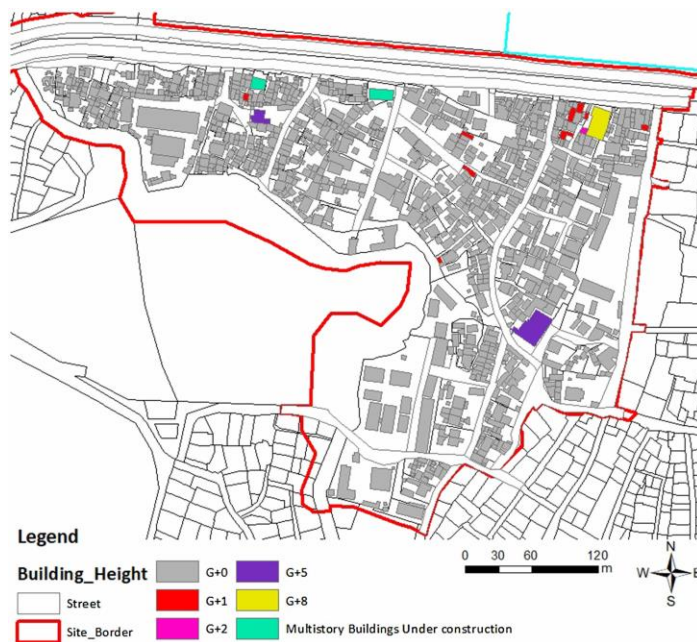 Legend
Building_Height
Street
Site_Border
G+0
G+1
G+2
G+5
G+8
Multistory Buildings Under construction
0 30 60 120
m
N
W E
S